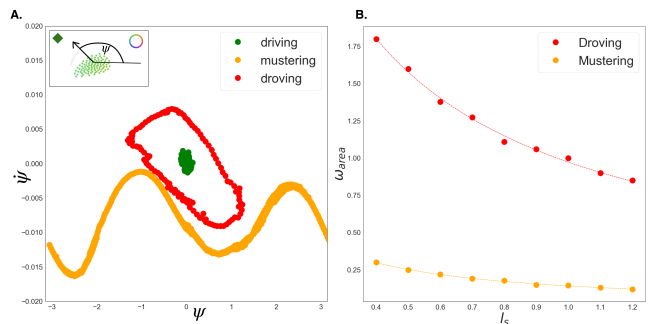 A.
B.
ψ
driving
mustering
droving
0.020
0.015
0.010
0.005
0.000
−0.005
−0.010
−0.015
−0.020
ψ̇
−3 −2 −1 0 1 2 3
ψ
Droving
Mustering
1.75
1.50
1.25
1.00
0.75
0.50
0.25
ω_area
0.4 0.5 0.6 0.7 0.8 0.9 1.0 1.1 1.2
l_s